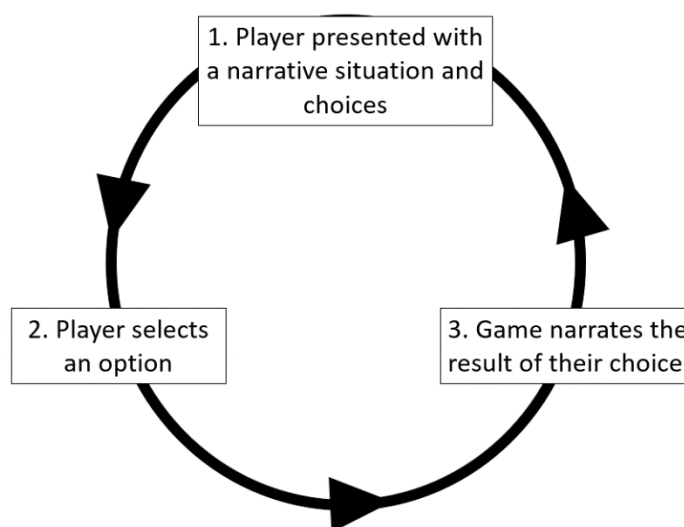 1. Player presented with
a narrative situation and
choices
2. Player selects
an option
3. Game narrates the
result of their choice